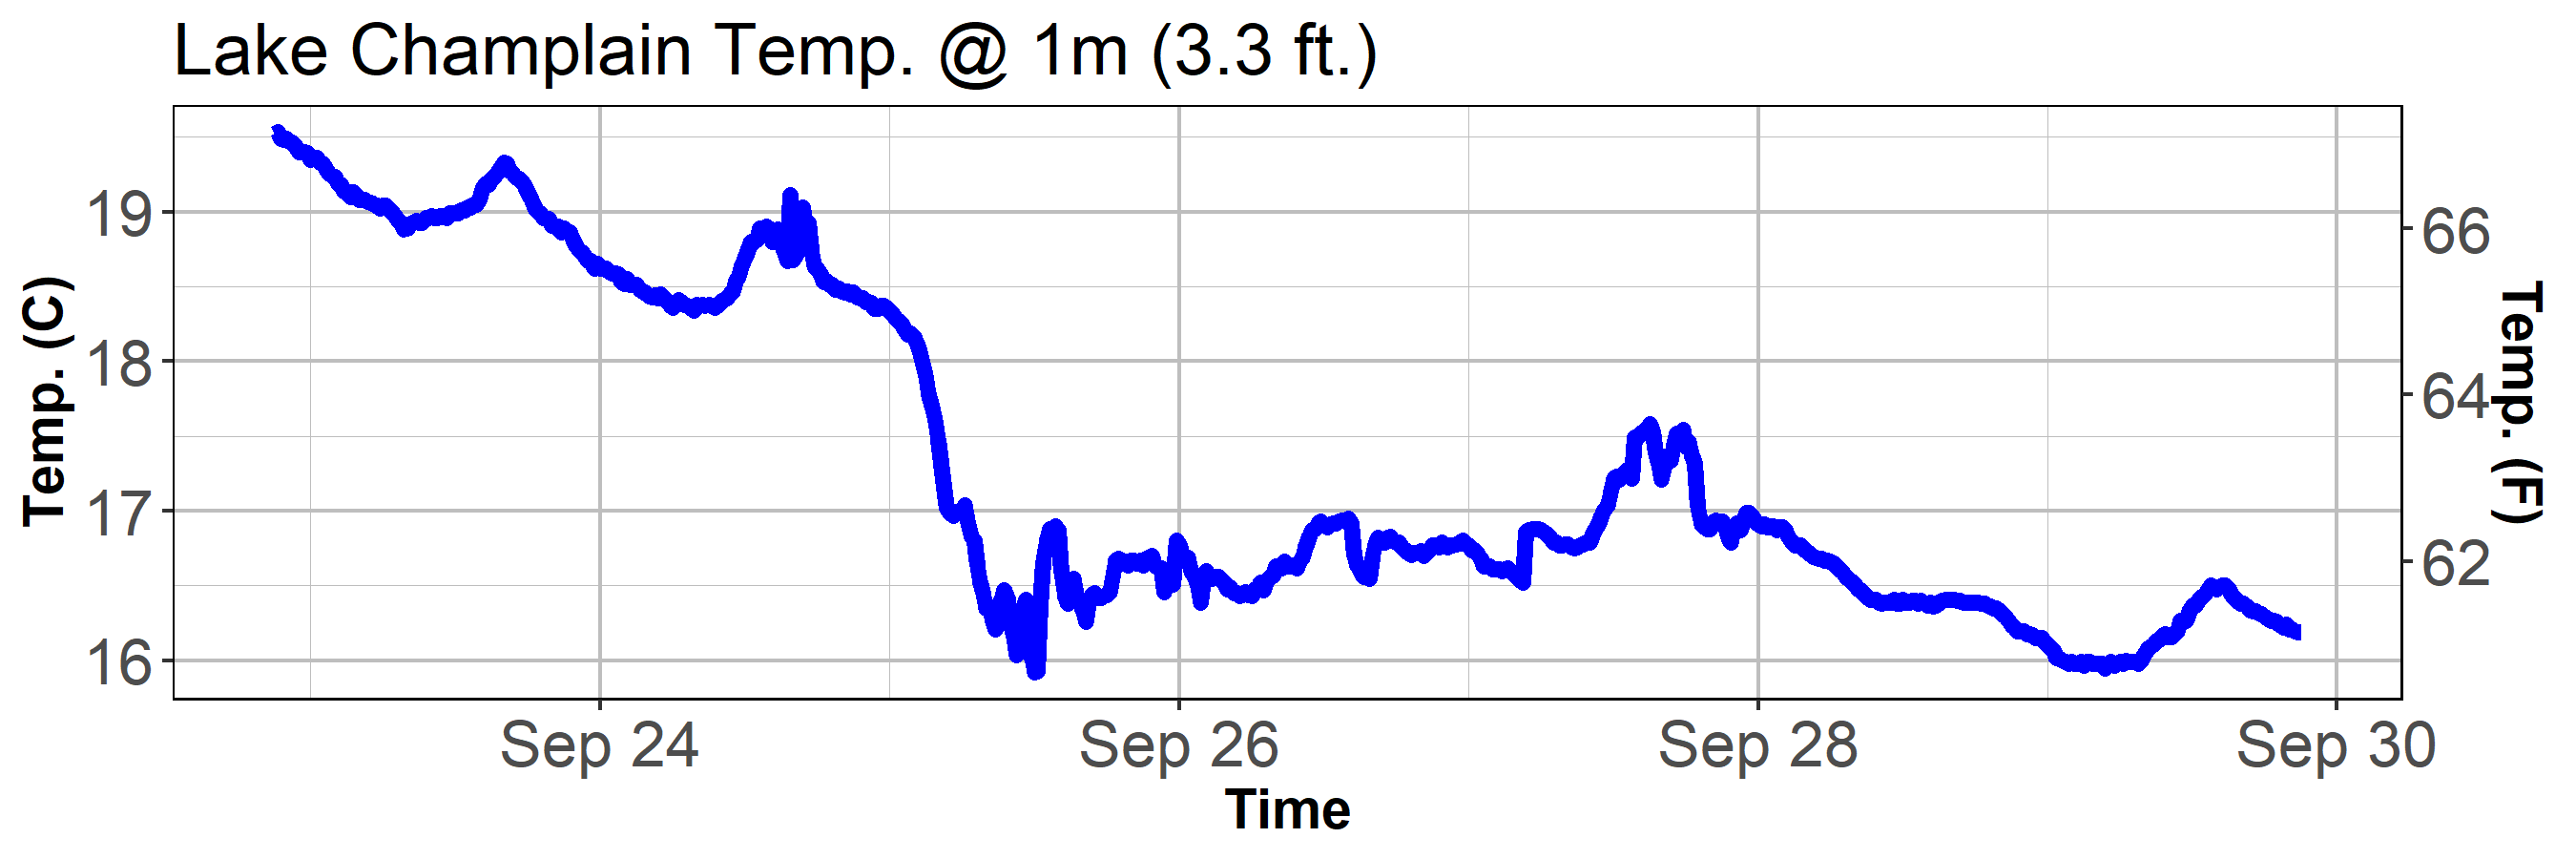 Lake Champlain Temp. @ 1m (3.3 ft.)
Temp. (C)
19
18
17
16
66
64
62
Temp. (F)
Sep 24 Sep 26 Sep 28 Sep 30
Time